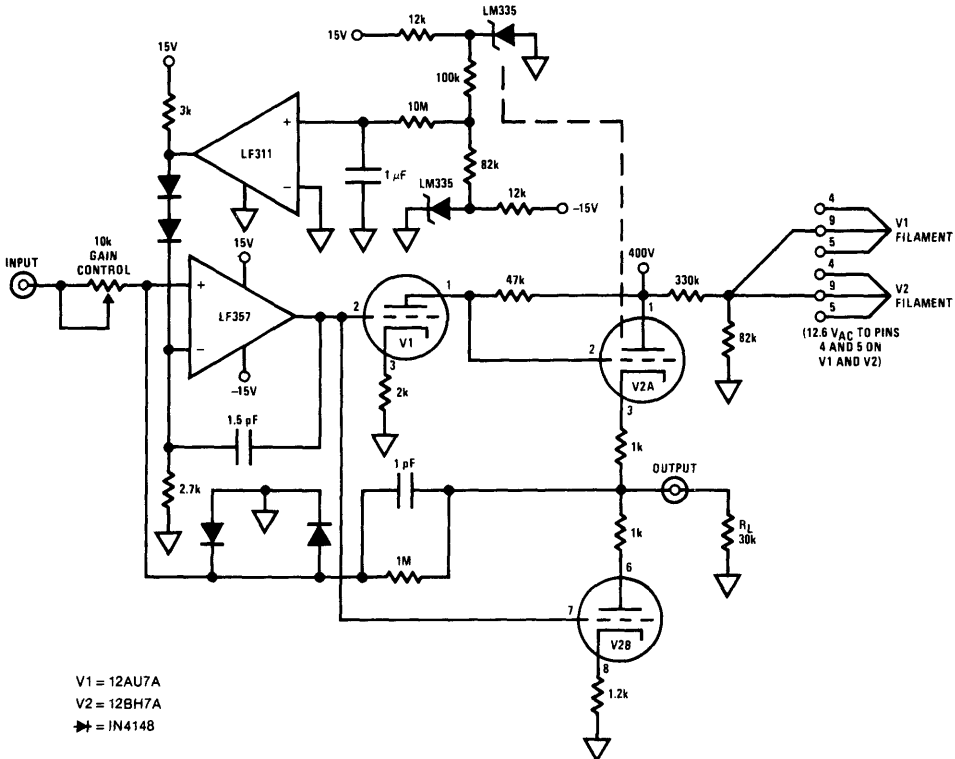 LM335
12k
15V
15V
100k
3k
10M
+
LF311
−
1 μF
82k
LM335
12k
−15V
10k
GAIN
CONTROL
INPUT
15V
+
LF357
−
−15V
400V
4
9
5
V1
FILAMENT
4
9
5
V2
FILAMENT
(12.6 VAC TO PINS
4 AND 5 ON
V1 AND V2)
1
47k
330k
2
V1
3
2k
1
2
V2A
3
82k
1.5 pF
1k
1 pF
OUTPUT
2.7k
1k
RL
30k
1M
6
7
V2B
8
1.2k
V1 = 12AU7A
V2 = 12BH7A
= IN4148